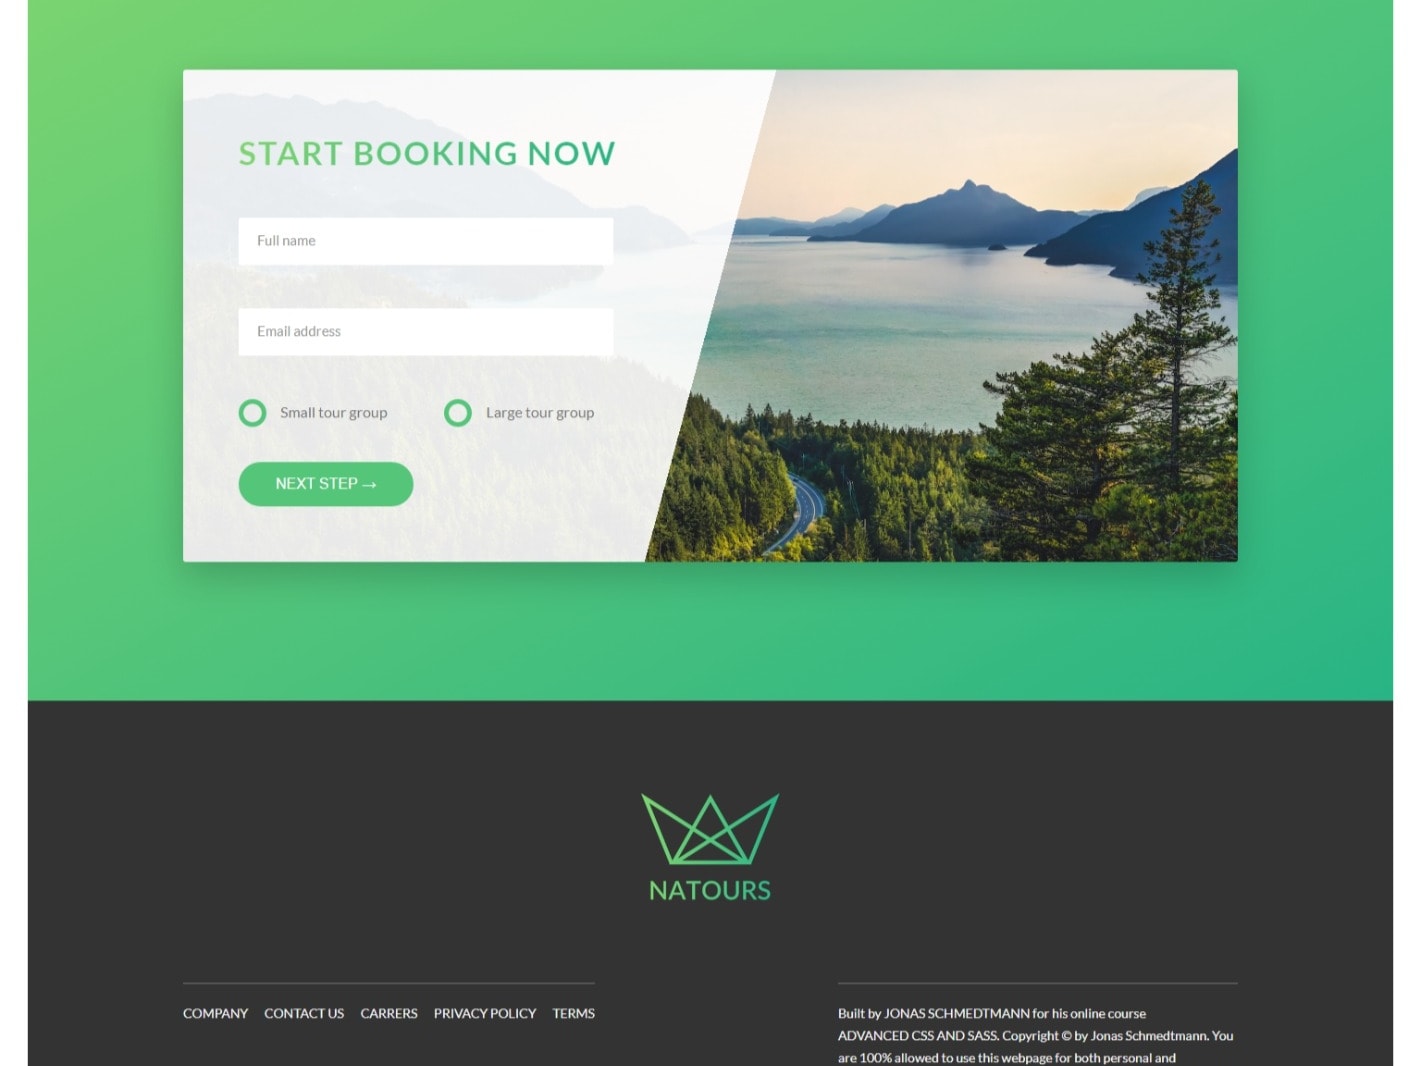 START BOOKING NOW
Full name
Email address
Small tour group Large tour group
NEXT STEP →
NATOURS
COMPANY CONTACT US CARRERS PRIVACY POLICY TERMS
Built by JONAS SCHMEDTMANN for his online course
ADVANCED CSS AND SASS. Copyright © by Jonas Schmedtmann. You
are 100% allowed to use this webpage for both personal and